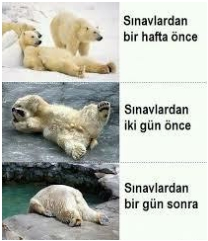 Sınavlardan
bir hafta önce
Sınavlardan
iki gün önce
Sınavlardan
bir gün sonra